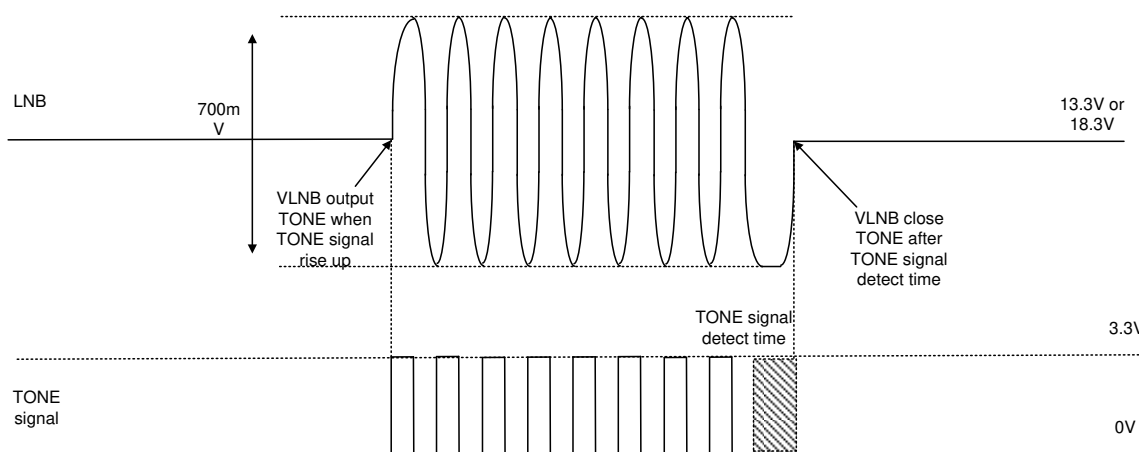 LNB
700m
V
13.3V or
18.3V
VLNB output
TONE when
TONE signal
rise up
VLNB close
TONE after
TONE signal
detect time
TONE signal
detect time
3.3V
TONE
signal
0V